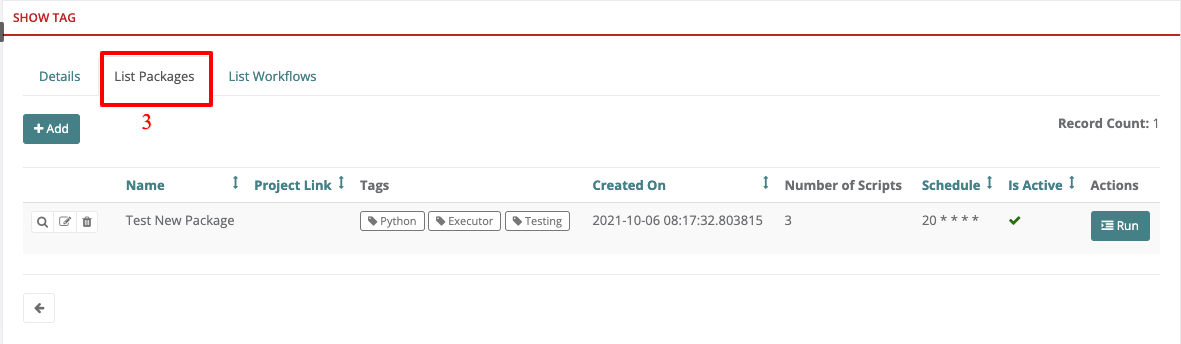 SHOW TAG
Details List Packages List Workflows
3
Add
Record Count: 1
Name Project Link Tags Created On Number of Scripts Schedule Is Active Actions
Test New Package Python Executor Testing 2021-10-06 08:17:32.803815 3 20 * * * * Run